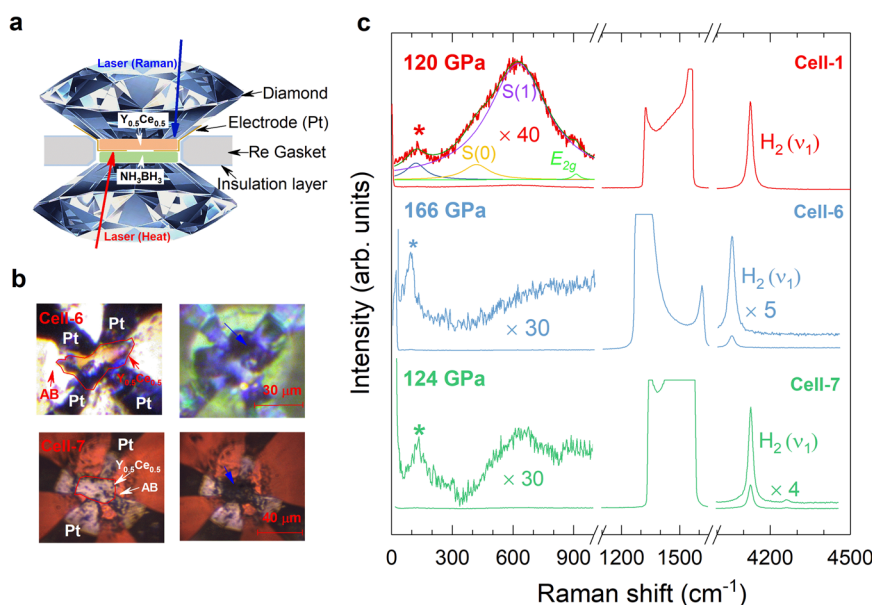 a
Laser (Raman)
Y0.5Ce0.5
NH3BH3
Laser (Heat)
Diamond
Electrode (Pt)
Re Gasket
Insulation layer
b
Cell-6
Pt
Pt
AB
Y0.5Ce0.5
Pt
Pt
30 μm
Cell-7
Pt
Y0.5Ce0.5
AB
Pt
40 μm
c
Intensity (arb. units)
120 GPa
Cell-1
S(1)
*
× 40
S(0)
E2g
H2 (ν1)
166 GPa
Cell-6
*
× 30
H2 (ν1)
× 5
124 GPa
Cell-7
*
× 30
H2 (ν1)
× 4
0 300 600 900 1200 1500 4200 4500
Raman shift (cm-1)